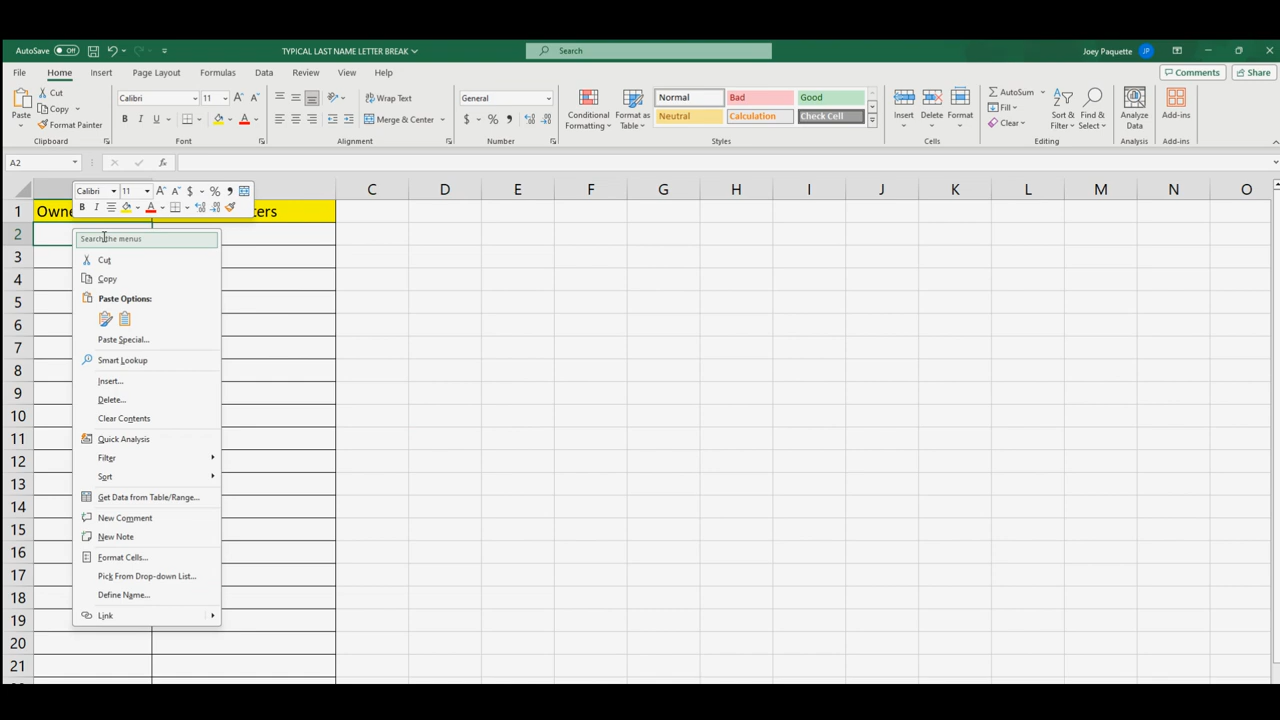 AutoSave Off TYPICAL LAST NAME LETTER BREAK Search Joey Paquette JP
File Home Insert Page Layout Formulas Data Review View Help Comments Share
Paste Cut Copy Format Painter
Calibri 11
B I U A
Wrap Text
Merge & Center
General
$ % 9
Conditional Formatting
Format as Table
Normal Bad Good
Neutral Calculation Check Cell
Insert Delete Format
AutoSum
Fill
Clear
Sort & Filter
Find & Select
Analyze Data
Add-ins
Clipboard Alignment Number Styles Cells Editing Analysis Add-ins
A2 fx
Calibri 11 A A $ %
B I A
C D E F G H I J K L M N O
1
2
3
4
5
6
7
8
9
10
11
12
13
14
15
16
17
18
19
20
21
Search the menus
Cut
Copy
Paste Options:
Paste Special...
Smart Lookup
Insert...
Delete...
Clear Contents
Quick Analysis
Filter
Sort
Get Data from Table/Range...
New Comment
New Note
Format Cells...
Pick From Drop-down List...
Define Name...
Link